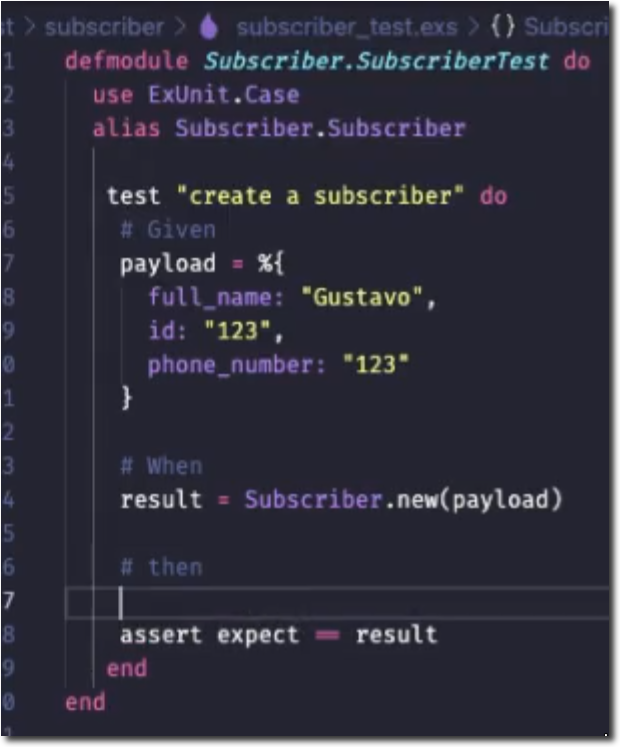 st > subscriber > subscriber_test.exs > {} Subscri
1 defmodule Subscriber.SubscriberTest do
2 use ExUnit.Case
3 alias Subscriber.Subscriber
4
5 test "create a subscriber" do
6 # Given
7 payload = %{
8 full_name: "Gustavo",
9 id: "123",
0 phone_number: "123"
1 }
2
3 # When
4 result = Subscriber.new(payload)
5
6 # then
7
8 assert expect == result
9 end
0 end